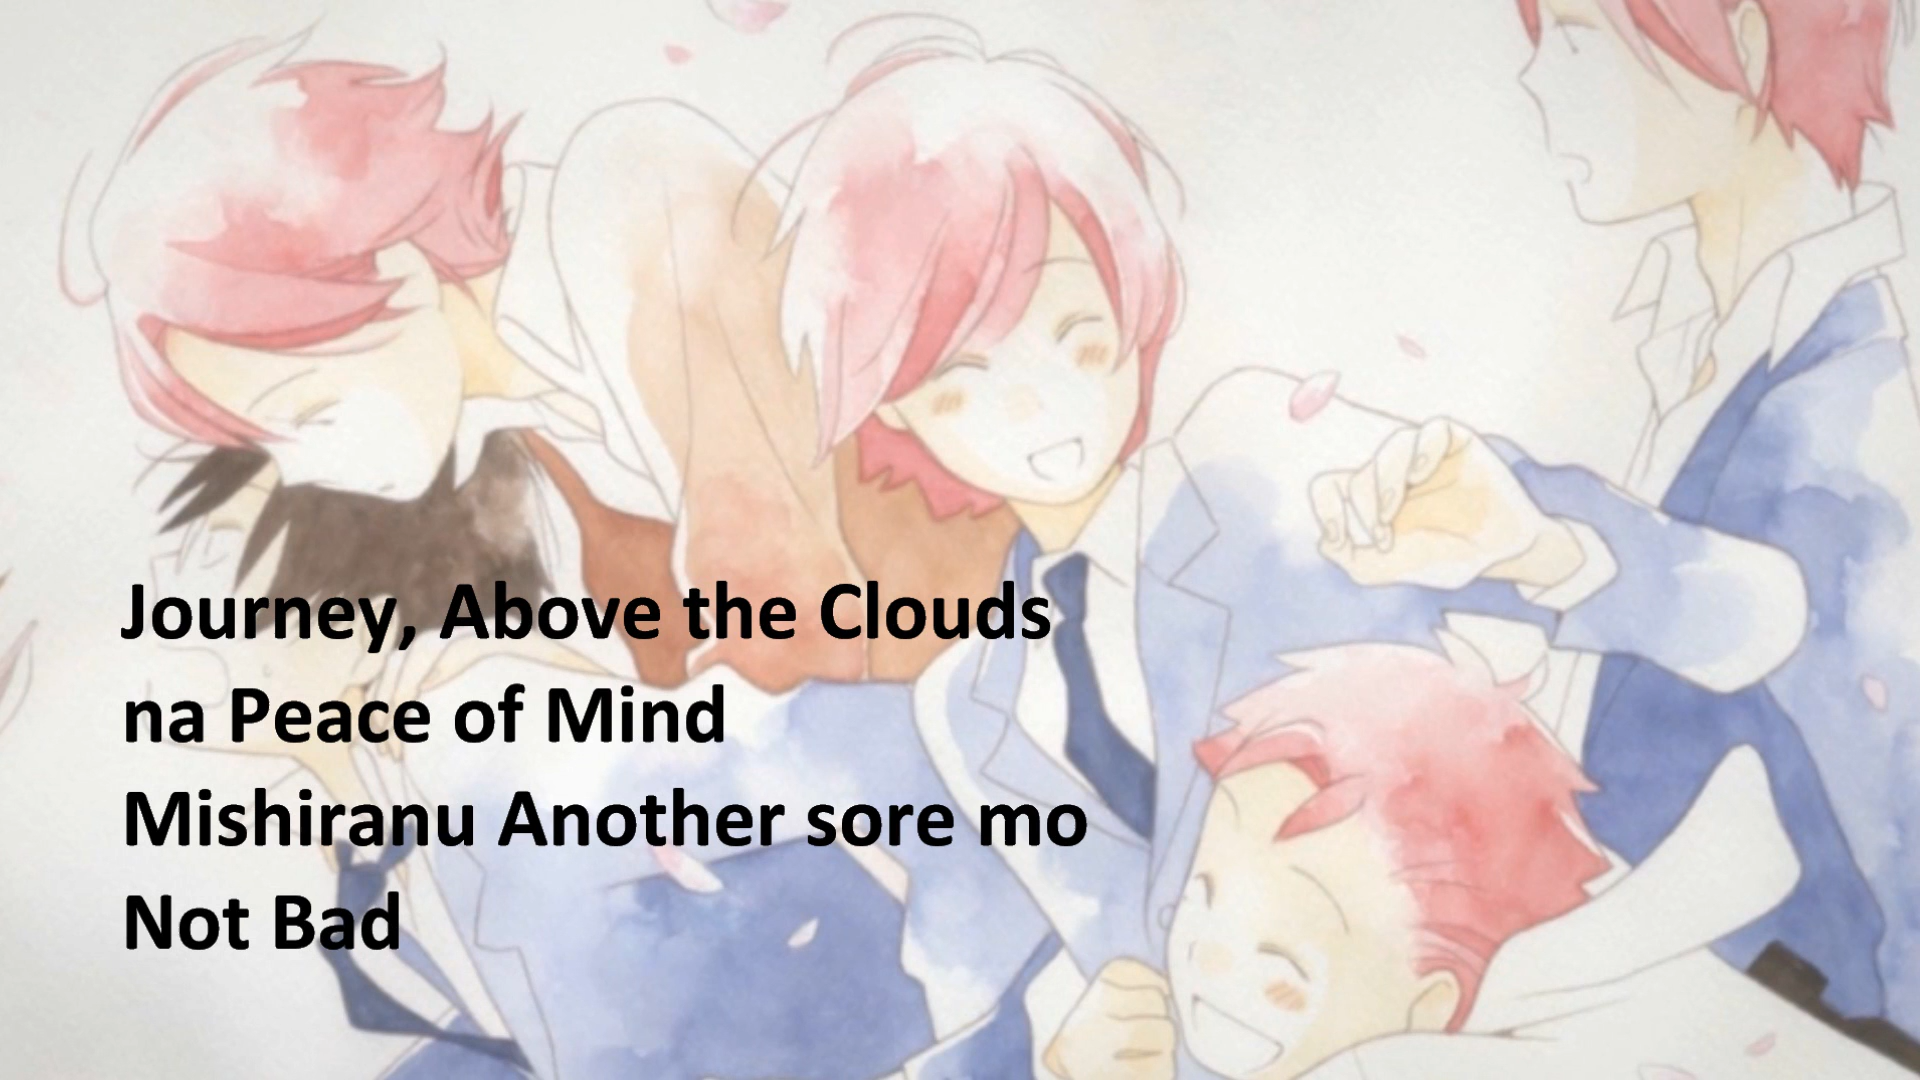 Journey, Above the Clouds
na Peace of Mind
Mishiranu Another sore mo
Not Bad